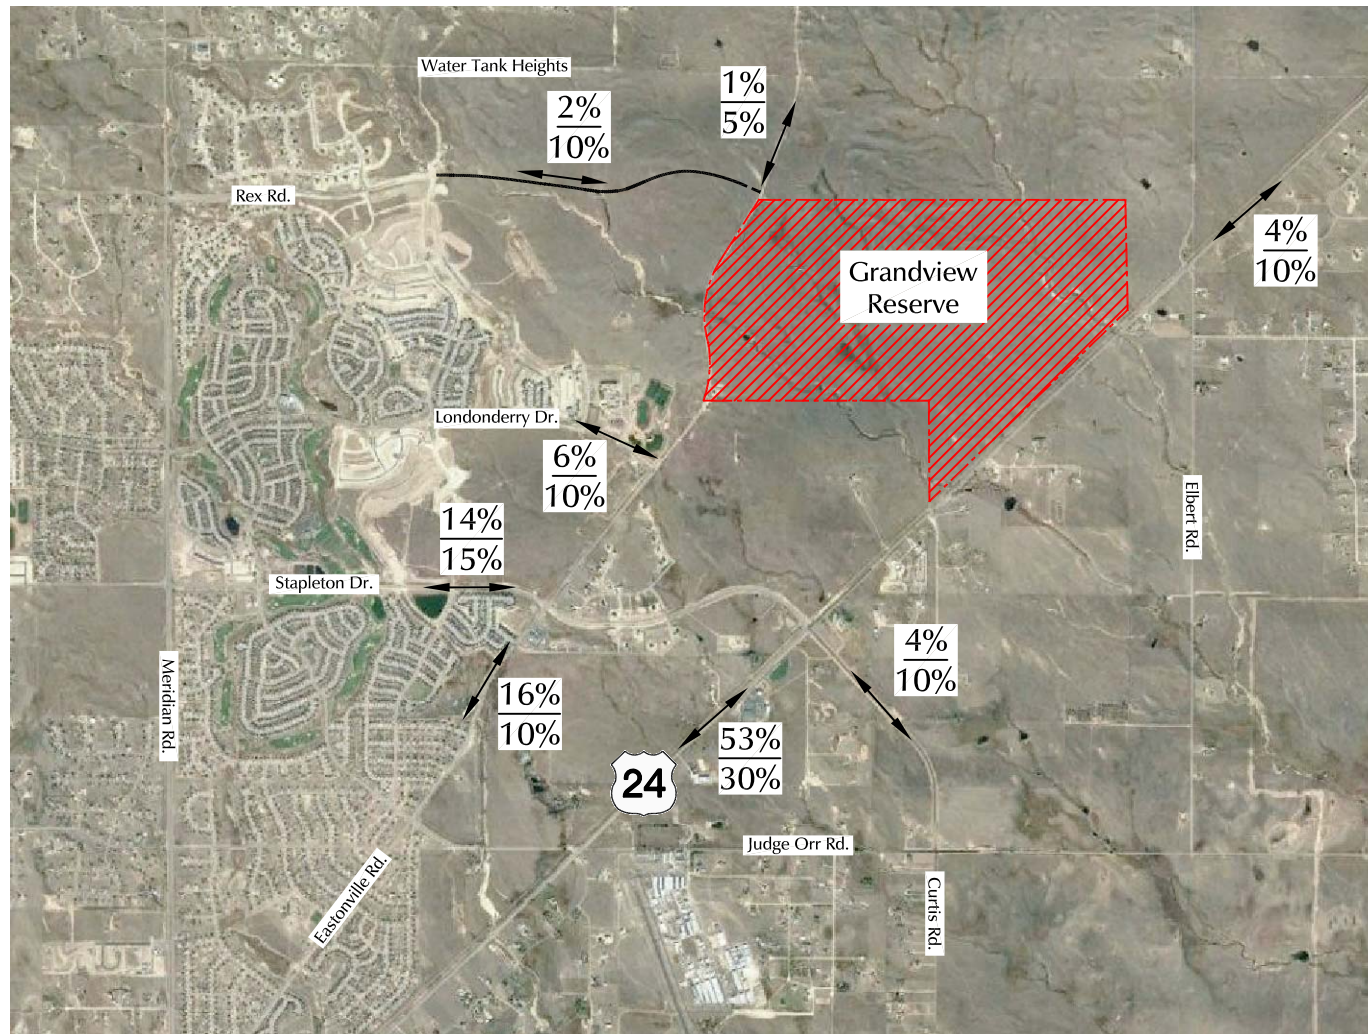 Water Tank Heights
1%
5%
2%
10%
Rex Rd.
4%
10%
Grandview
Reserve
Londonderry Dr.
6%
10%
14%
15%
Elbert Rd.
Stapleton Dr.
4%
10%
Meridian Rd.
16%
10%
53%
30%
24
Judge Orr Rd.
Eastonville Rd.
Curtis Rd.